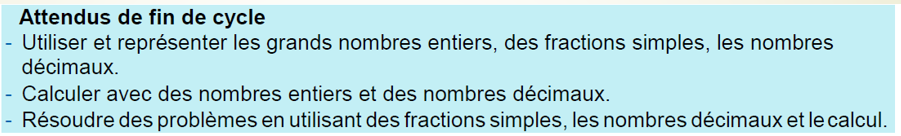 Attendus de fin de cycle
- Utiliser et représenter les grands nombres entiers, des fractions simples, les nombres
décimaux.
- Calculer avec des nombres entiers et des nombres décimaux.
- Résoudre des problèmes en utilisant des fractions simples, les nombres décimaux et le calcul.